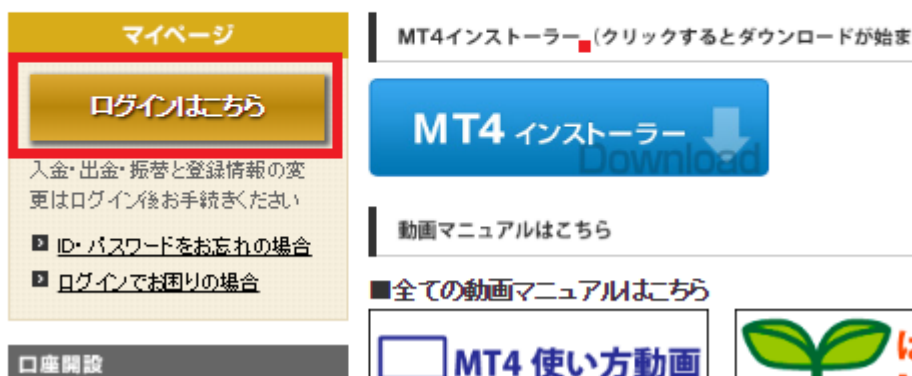 マイページ
ログインはこちら
入金・出金・振替と登録情報の変
更はログイン後お手続きください
ID・パスワードをお忘れの場合
ログインでお困りの場合
口座開設
MT4インストーラー (クリックするとダウンロードが始ま
MT4 インストーラー
Download
動画マニュアルはこちら
■全ての動画マニュアルはこちら
MT4 使い方動画
は